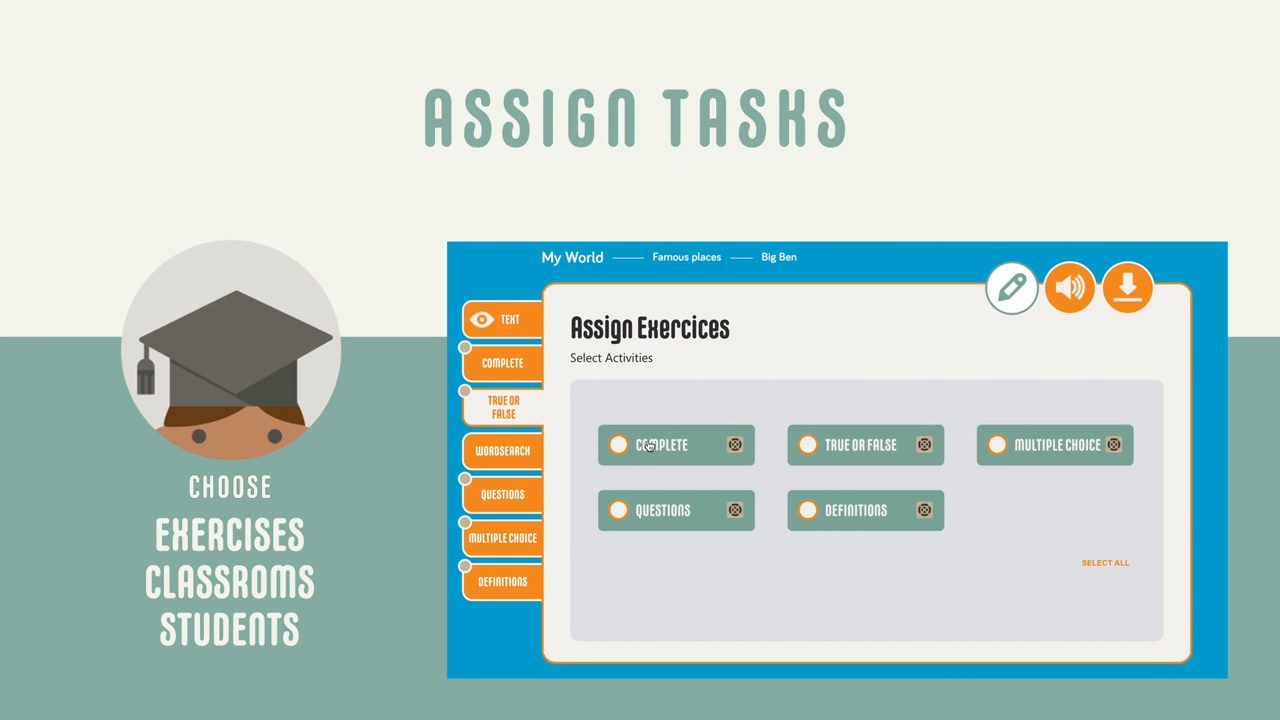 ASSIGN TASKS
CHOOSE
EXERCISES
CLASSROMS
STUDENTS
My World Famous places Big Ben
TEXT
COMPLETE
TRUE OR
FALSE
WORDSEARCH
QUESTIONS
MULTIPLE CHOICE
DEFINITIONS
Assign Exercices
Select Activities
COMPLETE TRUE OR FALSE MULTIPLE CHOICE
QUESTIONS DEFINITIONS
SELECT ALL